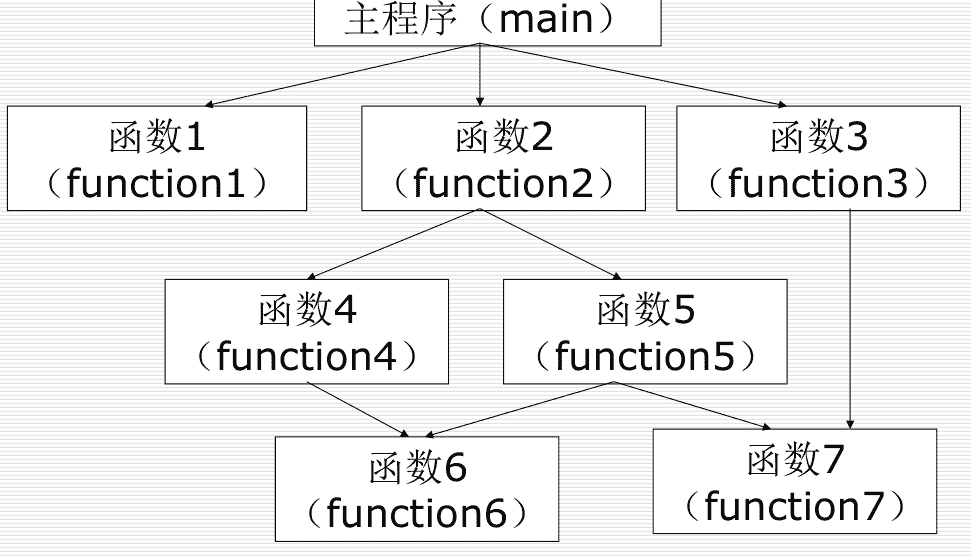 主程序（main）
函数1
（function1）
函数2
（function2）
函数3
（function3）
函数4
（function4）
函数5
（function5）
函数6
（function6）
函数7
（function7）